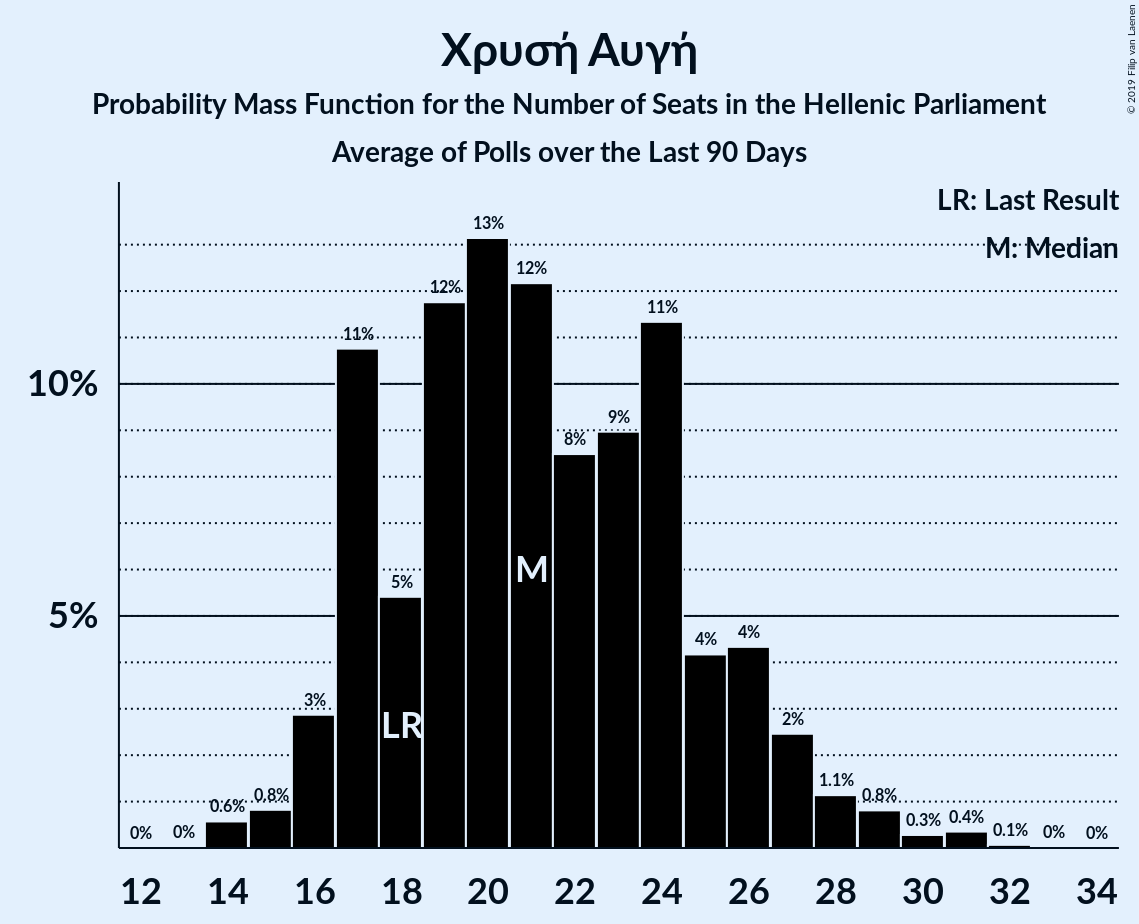 © 2019 Filip van Laenen
Χρυσή Αυγή
Probability Mass Function for the Number of Seats in the Hellenic Parliament
Average of Polls over the Last 90 Days
LR: Last Result
M: Median
10%
5%
0%
0%
0.6%
0.8%
3%
11%
5%
12%
13%
12%
8%
9%
11%
4%
4%
2%
1.1%
0.8%
0.3%
0.4%
0.1%
0%
0%
LR
M
12 14 16 18 20 22 24 26 28 30 32 34